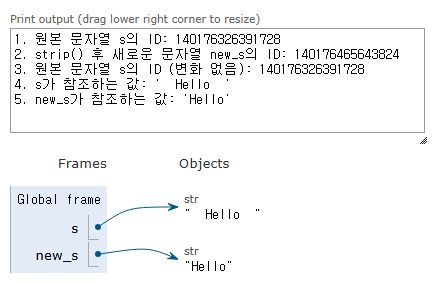 Print output (drag lower right corner to resize)
1. 원본 문자열 s의 ID: 140176326391728
2. strip() 후 새로운 문자열 new_s의 ID: 140176465643824
3. 원본 문자열 s의 ID (변화 없음): 140176326391728
4. s가 참조하는 값: '  Hello  '
5. new_s가 참조하는 값: 'Hello'
Frames Objects
Global frame
str
s "  Hello  "
str
new_s "Hello"